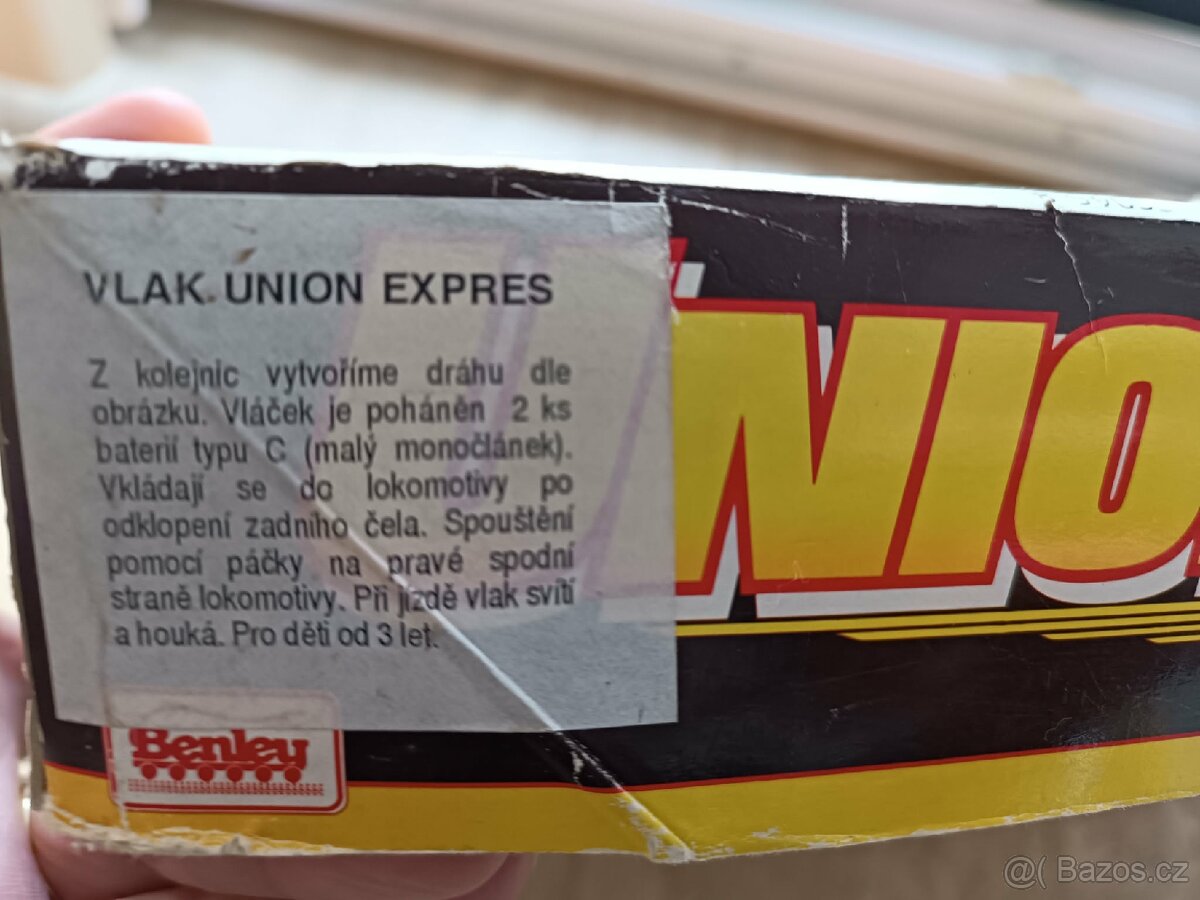 VLAK UNION EXPRES
Z kolejnic vytvoříme dráhu dle
obrázku. Vláček je poháněn 2 ks
baterií typu C (malý monočlánek).
Vkládají se do lokomotivy po
odklopení zadního čela. Spouštění
pomocí páčky na pravé spodní
straně lokomotivy. Při jízdě vlak svítí
a houká. Pro děti od 3 let.
UNIO
Benley
@( Bazos.cz